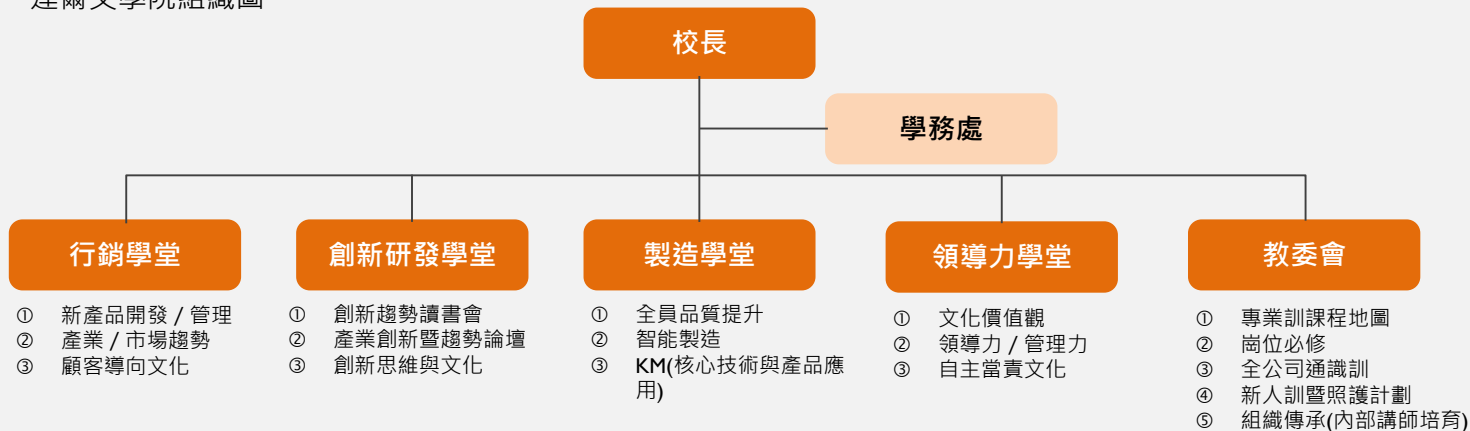 達爾文學院組織圖
校長
學務處
行銷學堂
① 新產品開發 / 管理
② 產業 / 市場趨勢
③ 顧客導向文化
創新研發學堂
① 創新趨勢讀書會
② 產業創新暨趨勢論壇
③ 創新思維與文化
製造學堂
① 全員品質提升
② 智能製造
③ KM(核心技術與產品應
用)
領導力學堂
① 文化價值觀
② 領導力 / 管理力
③ 自主當責文化
教委會
① 專業訓課程地圖
② 崗位必修
③ 全公司通識訓
④ 新人訓暨照護計劃
⑤ 組織傳承(內部講師培育)